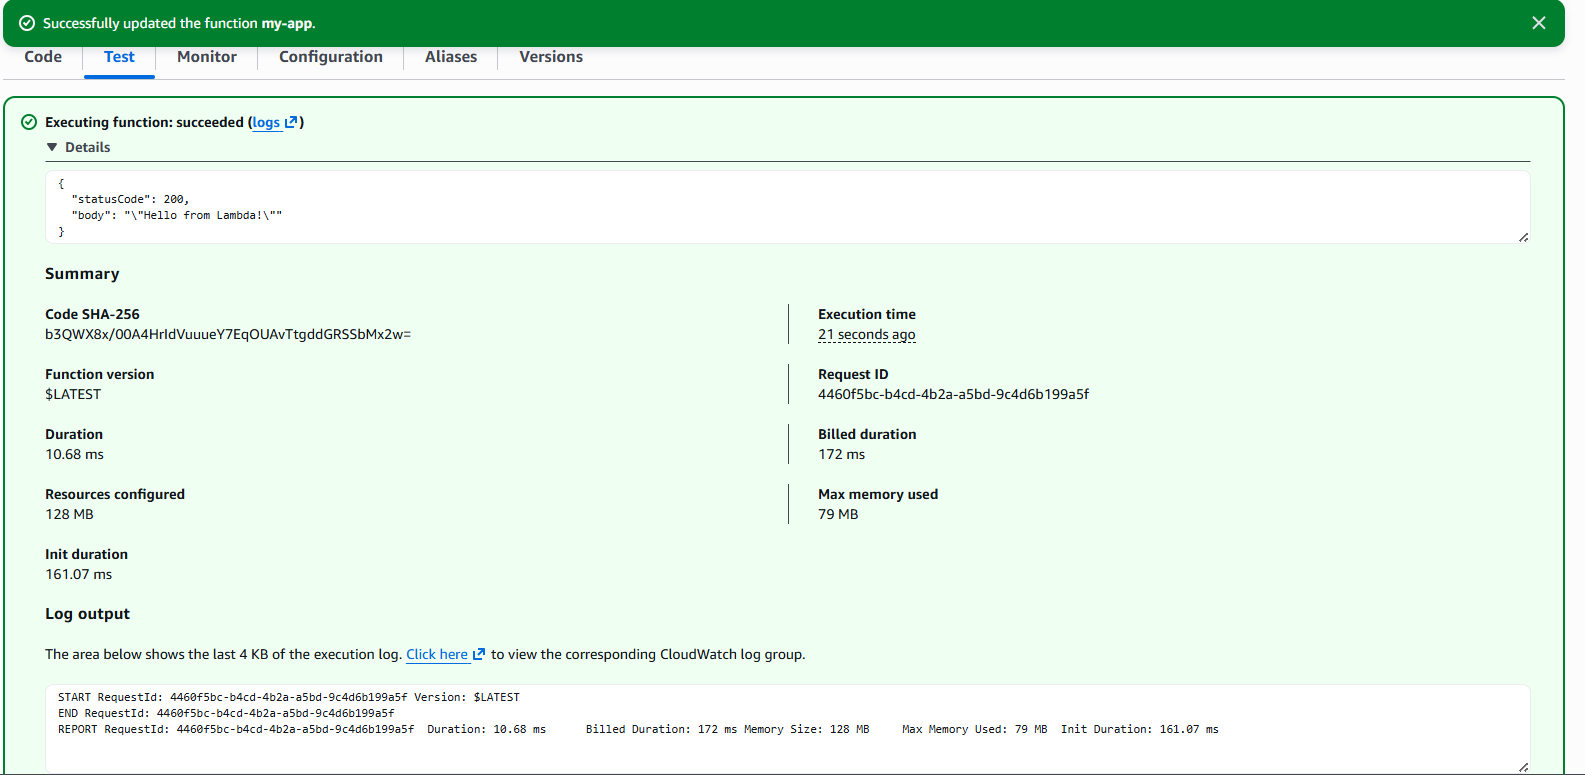 Successfully updated the function my-app.
Code Test Monitor Configuration Aliases Versions
Executing function: succeeded (logs)
Details
{
"statusCode": 200,
"body": "\"Hello from Lambda!\""
}
Summary
Code SHA-256
b3QWX8x/00A4HrIdVuuueY7EqOUAvTtgddGRSSbMx2w=
Execution time
21 seconds ago
Function version
$LATEST
Request ID
4460f5bc-b4cd-4b2a-a5bd-9c4d6b199a5f
Duration
10.68 ms
Billed duration
172 ms
Resources configured
128 MB
Max memory used
79 MB
Init duration
161.07 ms
Log output
The area below shows the last 4 KB of the execution log. Click here to view the corresponding CloudWatch log group.
START RequestId: 4460f5bc-b4cd-4b2a-a5bd-9c4d6b199a5f Version: $LATEST
END RequestId: 4460f5bc-b4cd-4b2a-a5bd-9c4d6b199a5f
REPORT RequestId: 4460f5bc-b4cd-4b2a-a5bd-9c4d6b199a5f Duration: 10.68 ms Billed Duration: 172 ms Memory Size: 128 MB Max Memory Used: 79 MB Init Duration: 161.07 ms